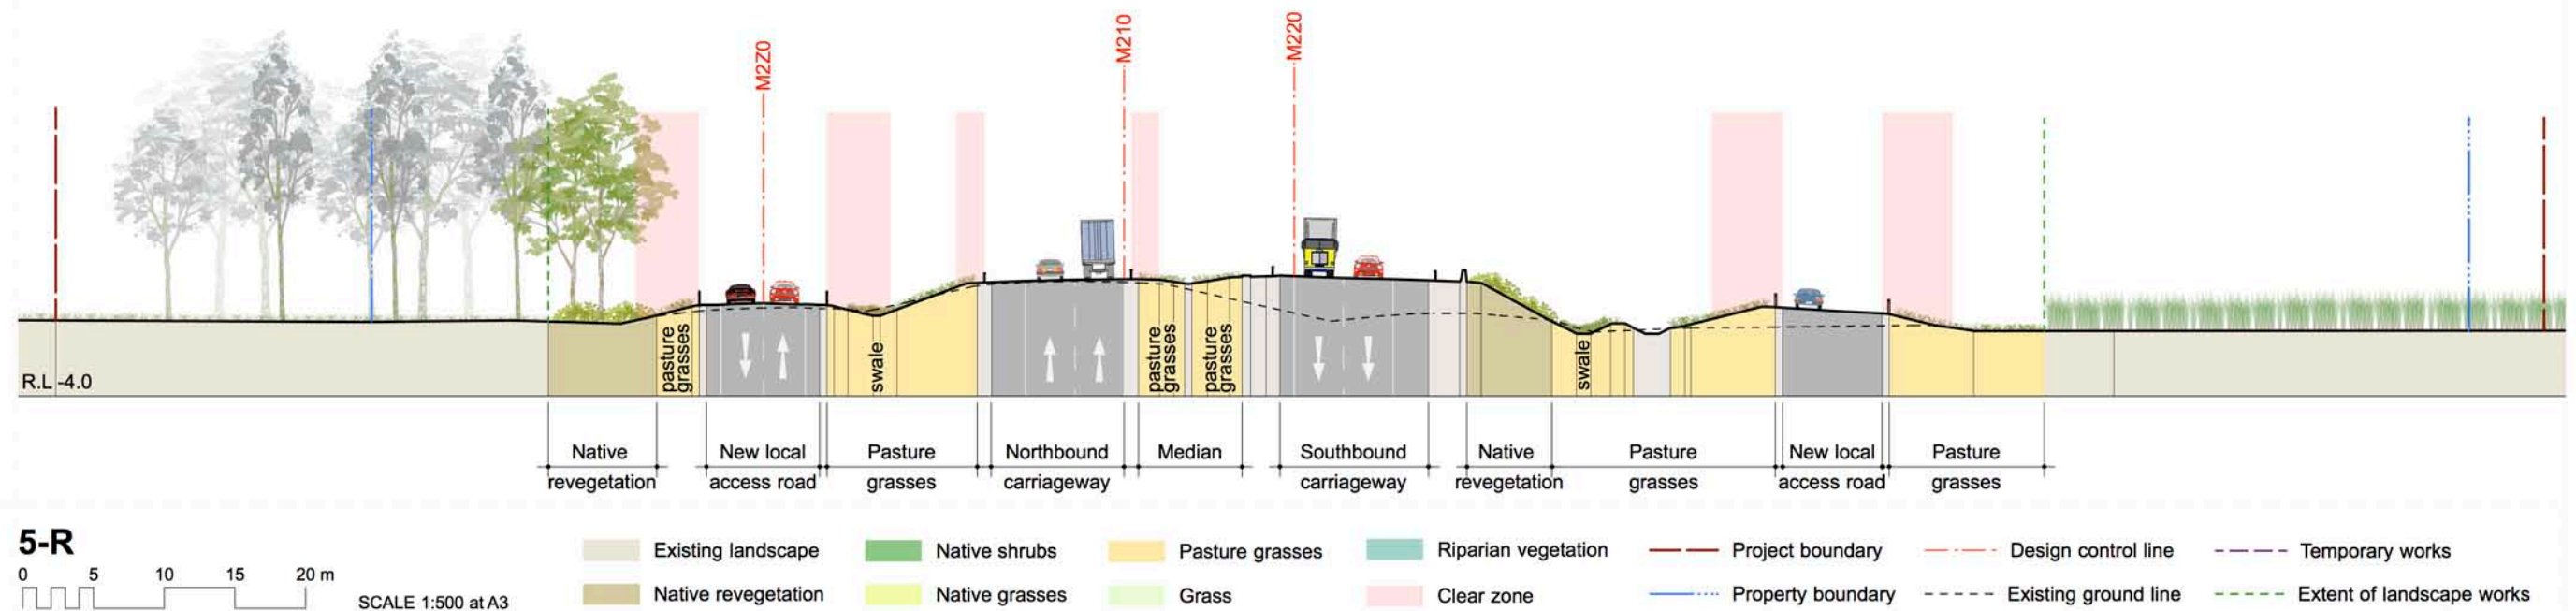 M2Z0
M210
M220
R.L -4.0
pasture
grasses
swale
pasture
grasses
pasture
grasses
swale
Native
revegetation
New local
access road
Pasture
grasses
Northbound
carriageway
Median
Southbound
carriageway
Native
revegetation
Pasture
grasses
New local
access road
Pasture
grasses
5-R
0 5 10 15 20 m
SCALE 1:500 at A3
Existing landscape
Native revegetation
Native shrubs
Native grasses
Pasture grasses
Grass
Riparian vegetation
Clear zone
Project boundary
Property boundary
Design control line
Existing ground line
Temporary works
Extent of landscape works